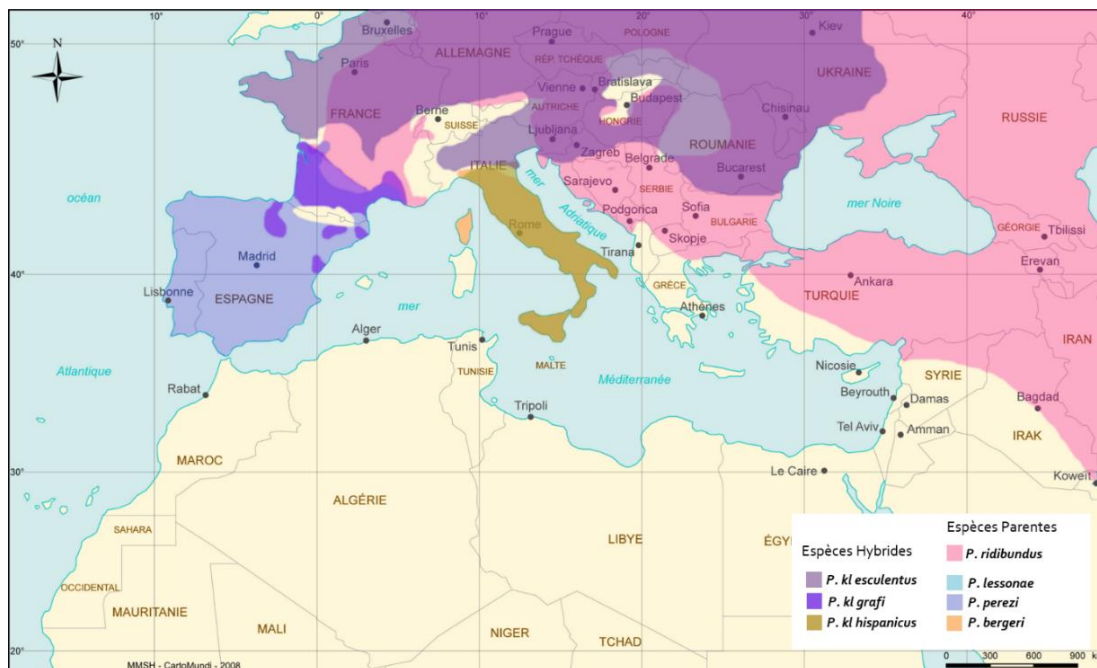 10° 0° 10° 20° 30° 40°
50°
N
Bruxelles
Prague
POLOGNE
Kiev
ALLEMAGNE
RÉP. TCHÈQUE
UKRAINE
Paris
Vienne
Bratislava
Budapest
FRANCE
AUTRICHE
Berne
SUISSE
HONGRIE
Chisinau
RUSSIE
Ljubljana
Zagreb
ROUMANIE
ITALIE
Belgrade
Bucarest
océan
mer
Adriatique
Sarajevo
SERBIE
mer Noire
Podgorica
Sofia
BULGARIE
Skopje
GÉORGIE
Tbilissi
Rome
Tirana
Madrid
40°
Erevan
Lisbonne
ESPAGNE
GRÈCE
TURQUIE
Ankara
mer
Athènes
Alger
Tunis
IRAN
Atlantique
TUNISIE
MALTE
Méditerranée
Nicosie
SYRIE
Rabat
Beyrouth
Damas
Bagdad
Tripoli
Tel Aviv
Amman
IRAK
MAROC
Le Caire
Koweït
30°
ALGÉRIE
SAHARA
LIBYE
ÉGY
OCCIDENTAL
MAURITANIE
MALI
NIGER
TCHAD
20°
MMSH - CartoMundi - 2008
Espèces Hybrides
P. kl esculentus
P. kl grafi
P. kl hispanicus
Espèces Parentes
P. ridibundus
P. lessonae
P. perezi
P. bergeri
0 300 600 900 k